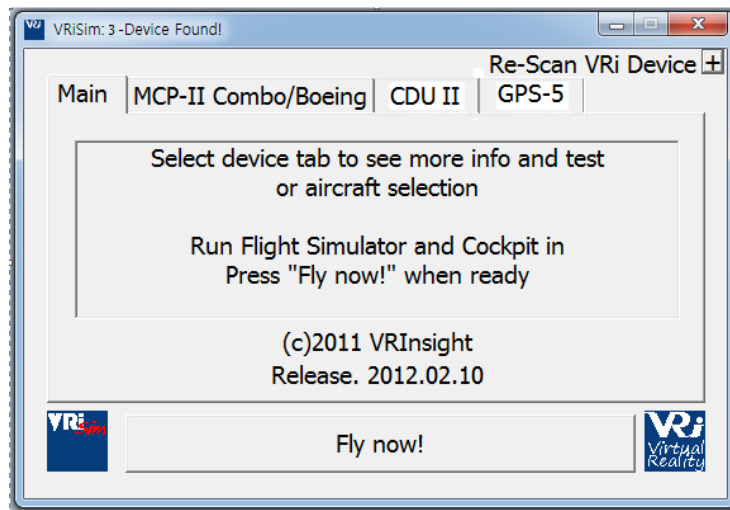 VRiSim: 3 -Device Found!
Re-Scan VRi Device +
Main MCP-II Combo/Boeing CDU II GPS-5
Select device tab to see more info and test
or aircraft selection
Run Flight Simulator and Cockpit in
Press "Fly now!" when ready
(c)2011 VRInsight
Release. 2012.02.10
VRi Sim
Fly now!
VRi
Virtual
Reality